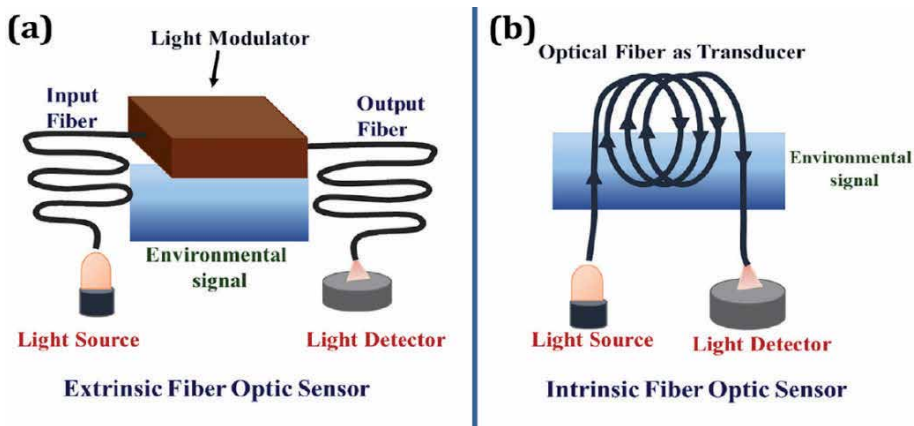 (a)
Light Modulator
Input
Fiber
Output
Fiber
Environmental
signal
Light Source
Light Detector
Extrinsic Fiber Optic Sensor
(b)
Optical Fiber as Transducer
Environmental
signal
Light Source
Light Detector
Intrinsic Fiber Optic Sensor